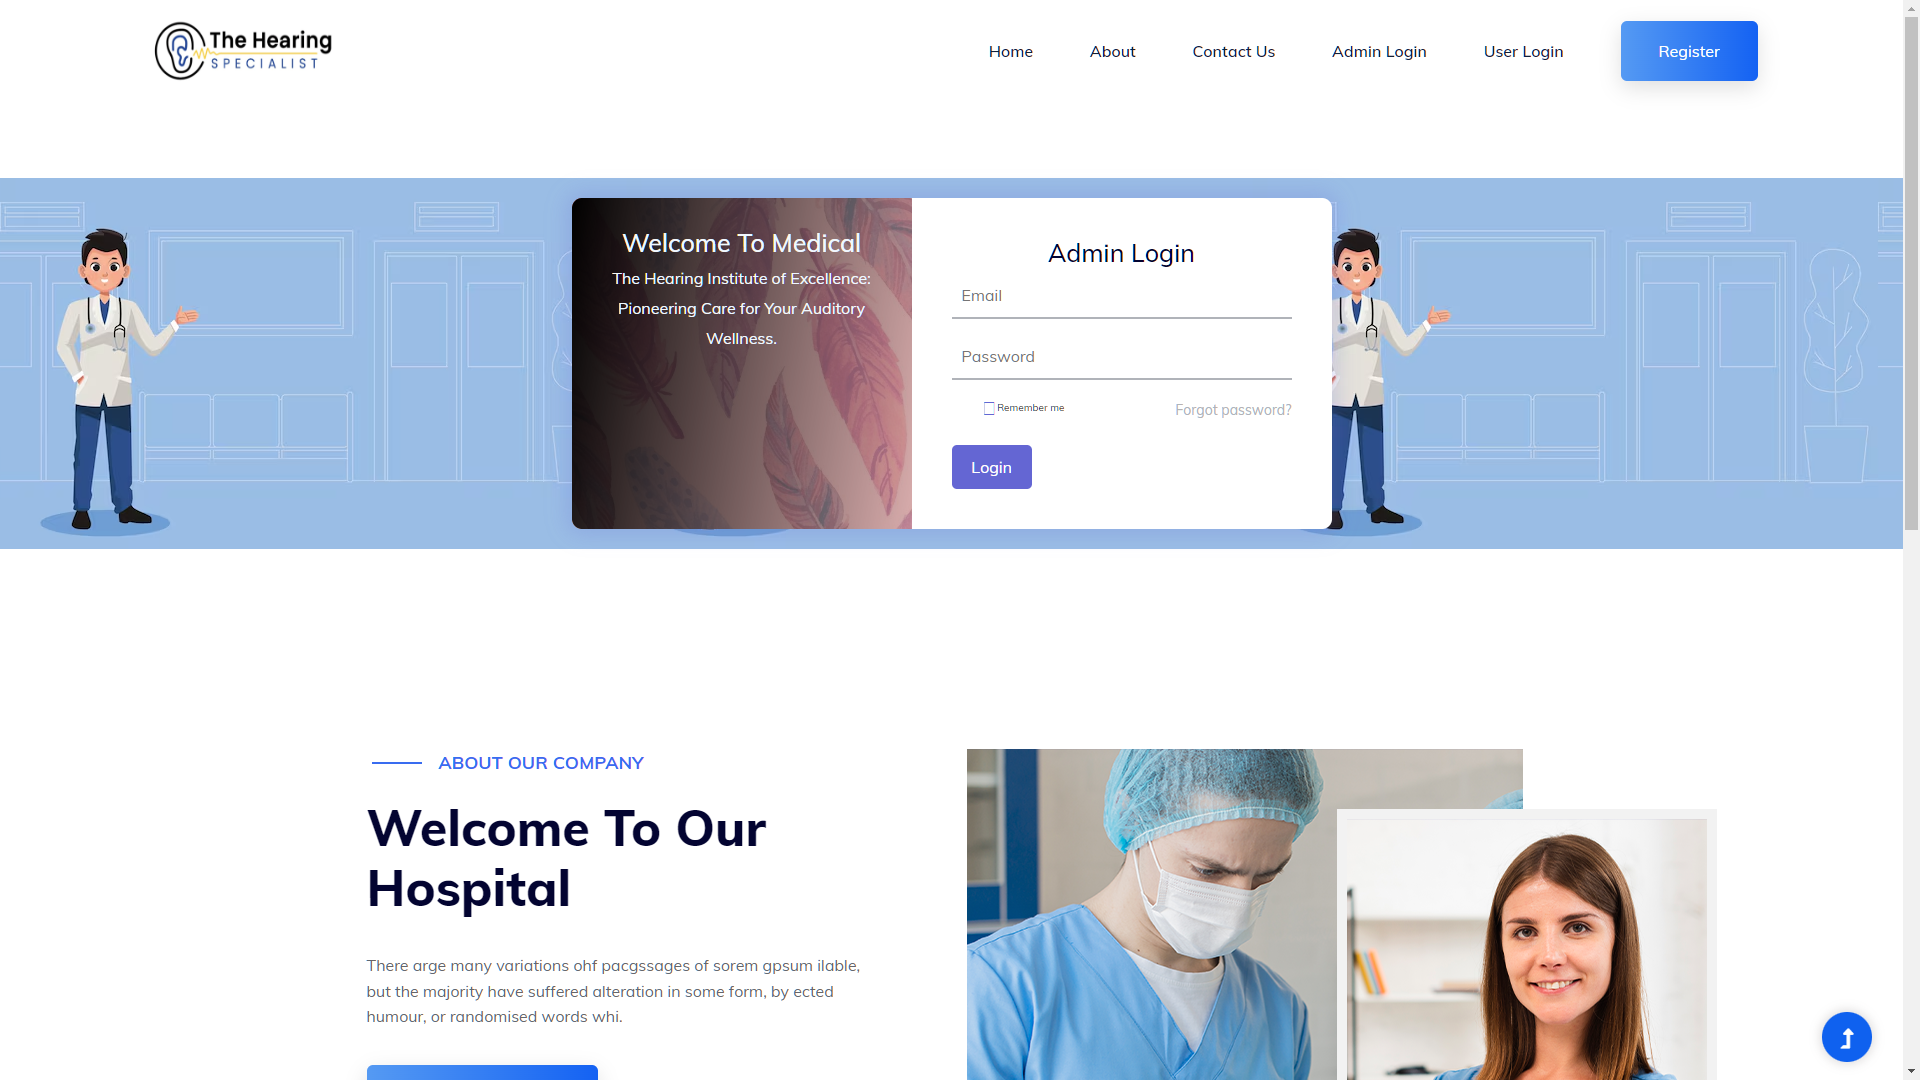 The Hearing
SPECIALIST
Home
About
Contact Us
Admin Login
User Login
Register
Welcome To Medical
The Hearing Institute of Excellence:
Pioneering Care for Your Auditory
Wellness.
Admin Login
Email
Password
Remember me
Forgot password?
Login
ABOUT OUR COMPANY
Welcome To Our
Hospital
There arge many variations ohf pacgssages of sorem gpsum ilable,
but the majority have suffered alteration in some form, by ected
humour, or randomised words whi.